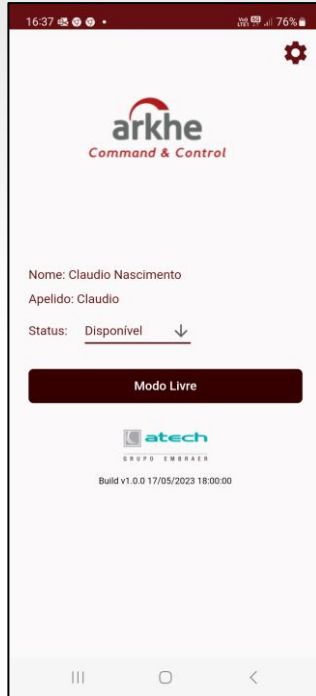 16:37
76%
arkhe
Command & Control
Nome: Claudio Nascimento
Apelido: Claudio
Status: Disponível
Modo Livre
atech
GRUPO EMBRAER
Build v1.0.0 17/05/2023 18:00:00